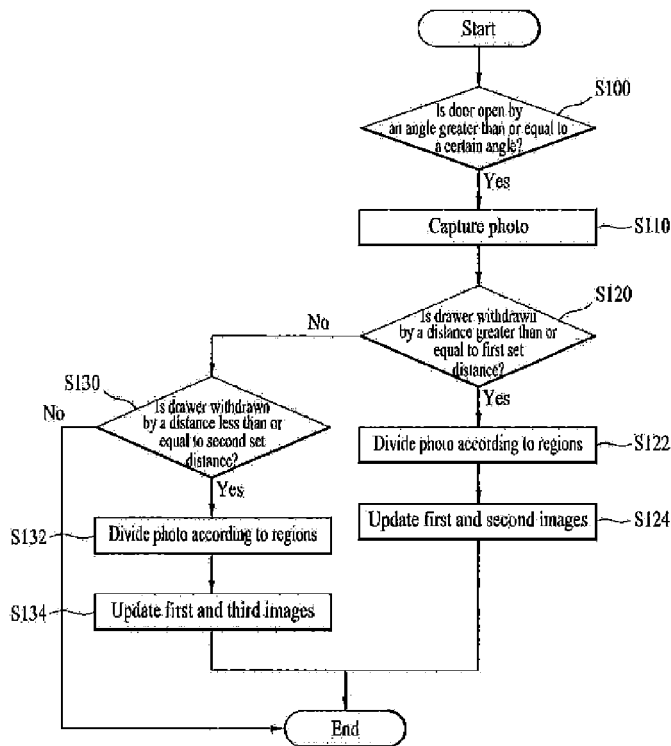 Start
S100
Is door open by
an angle greater than or equal to
a certain angle?
Yes
Capture photo
S110
S120
Is drawer withdrawn
by a distance greater than or
equal to first set
distance?
No
Yes
S130
No
Is drawer withdrawn
by a distance less than or
equal to second set
distance?
Yes
Divide photo according to regions
S122
Update first and second images
S124
S132
Divide photo according to regions
S134
Update first and third images
End